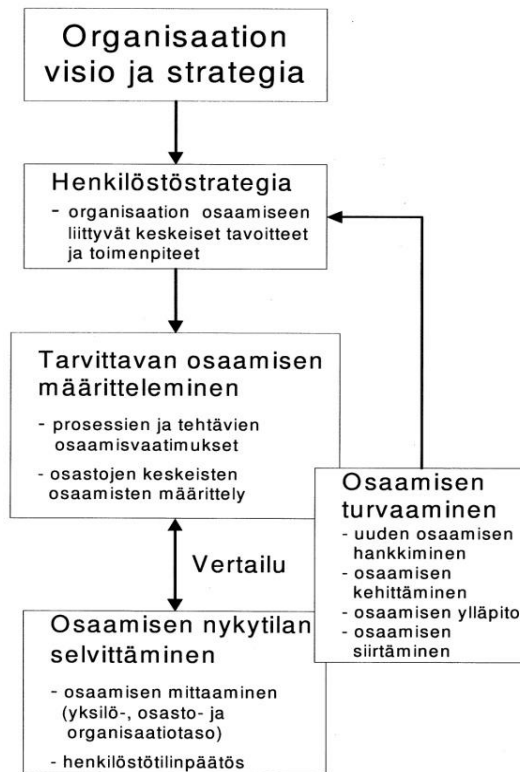 Organisaation
visio ja strategia
Henkilöstöstrategia
- organisaation osaamiseen
liittyvät keskeiset tavoitteet
ja toimenpiteet
Tarvittavan osaamisen
määritteleminen
- prosessien ja tehtävien
osaamisvaatimukset
- osastojen keskeisten
osaamisten määrittely
Vertailu
Osaamisen nykytilan
selvittäminen
- osaamisen mittaaminen
(yksilö-, osasto- ja
organisaatiotaso)
- henkilöstötilinpäätös
Osaamisen
turvaaminen
- uuden osaamisen
hankkiminen
- osaamisen
kehittäminen
- osaamisen ylläpito
- osaamisen
siirtäminen